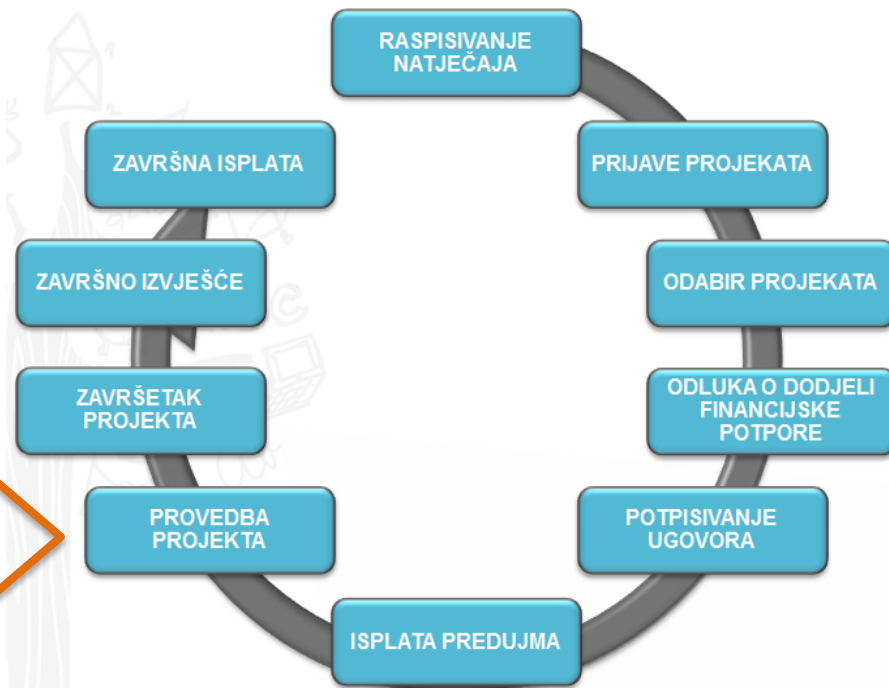 RASPISIVANJE
NATJEČAJA
PRIJAVE PROJEKATA
ODABIR PROJEKATA
ODLUKA O DODJELI
FINANCIJSKE
POTPORE
POTPISIVANJE
UGOVORA
ISPLATA PREDUJMA
PROVEDBA
PROJEKTA
ZAVRŠETAK
PROJEKTA
ZAVRŠNO IZVJEŠĆE
ZAVRŠNA ISPLATA